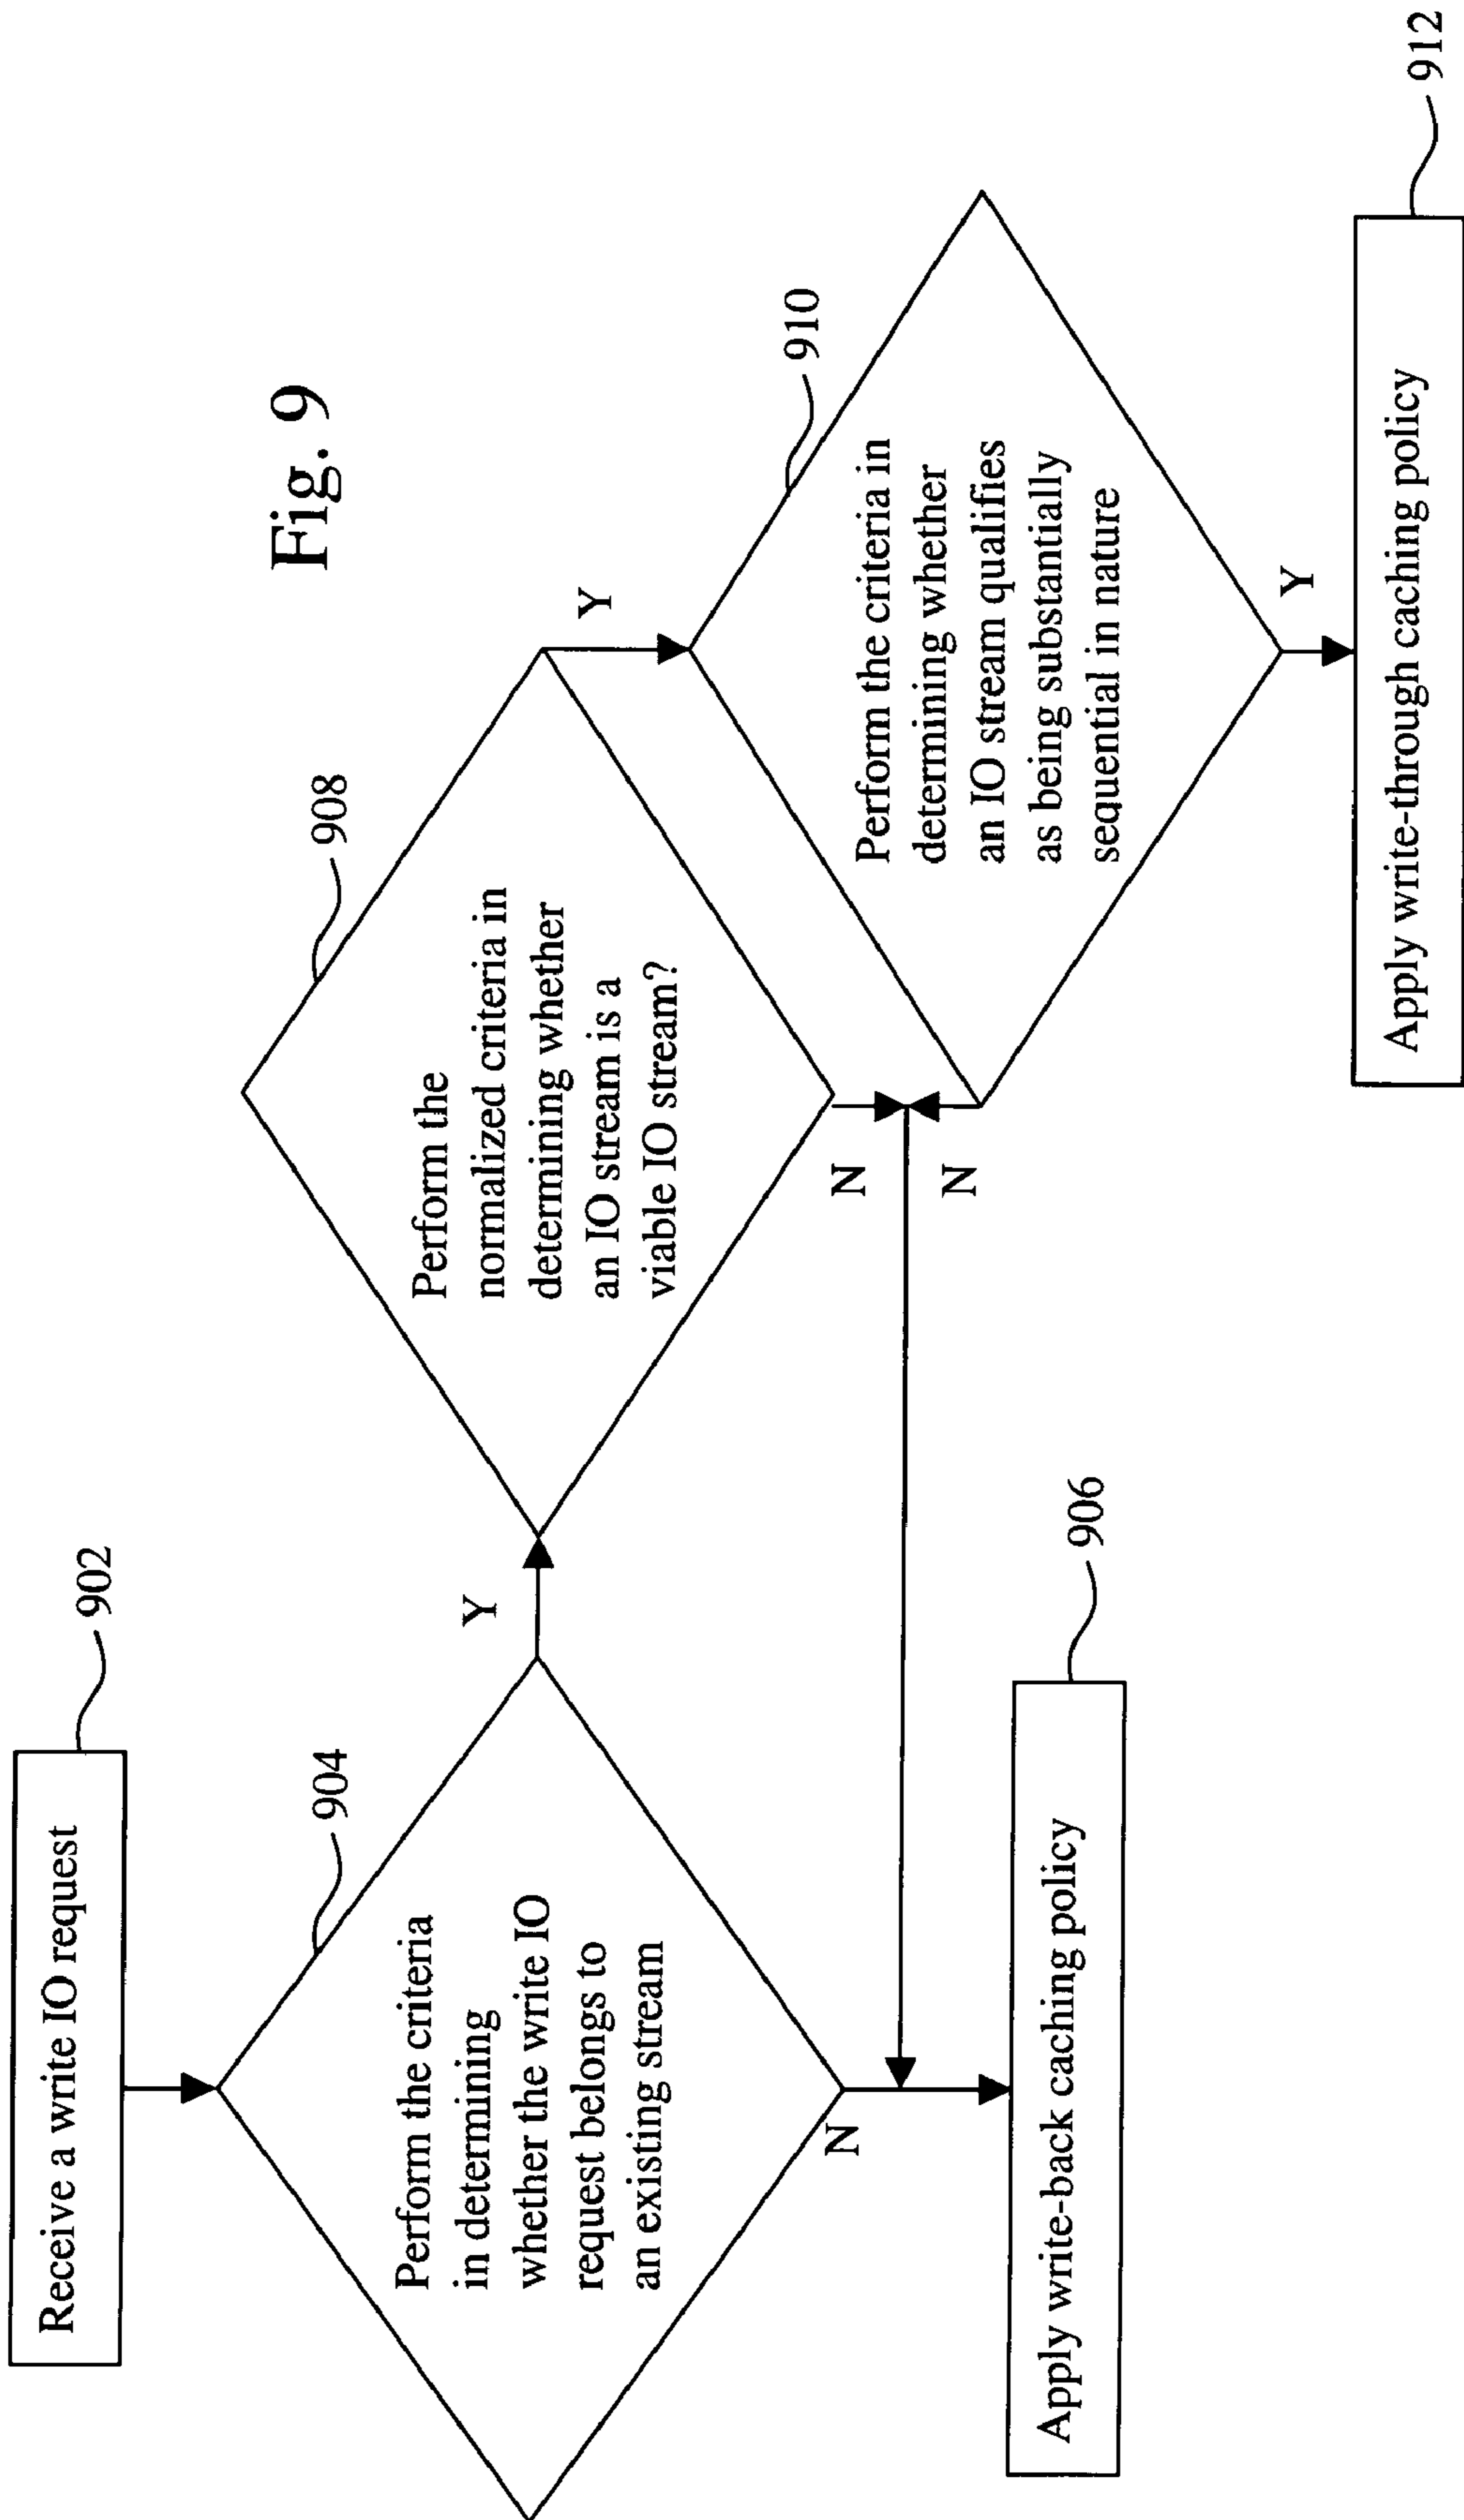 Fig. 9
Receive a write IO request
902
Perform the criteria
in determining
whether the write IO
request belongs to
an existing stream
904
Y
N
Apply write-back caching policy
906
Perform the
normalized criteria in
determining whether
an IO stream is a
viable IO stream?
908
Y
N
Perform the criteria in
determining whether
an IO stream qualifies
as being substantially
sequential in nature
910
N
Y
Apply write-through caching policy
912